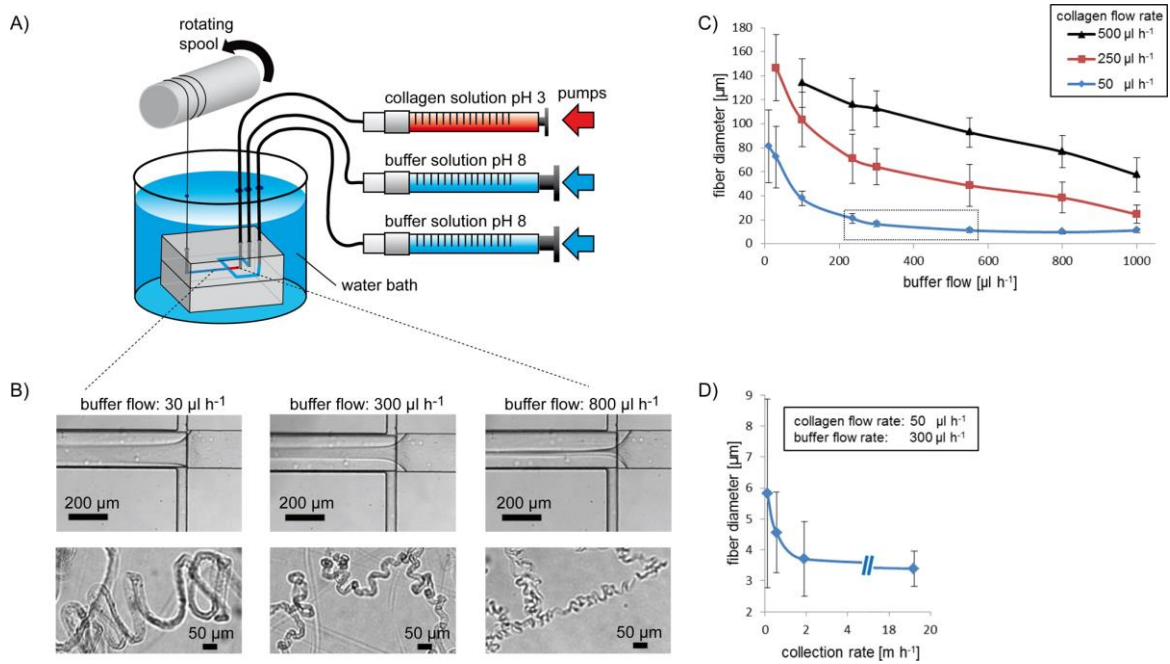 A)
rotating
spool
collagen solution pH 3
pumps
buffer solution pH 8
buffer solution pH 8
water bath
B)
buffer flow: 30 µl h⁻¹
buffer flow: 300 µl h⁻¹
buffer flow: 800 µl h⁻¹
200 µm
200 µm
200 µm
50 µm
50 µm
50 µm
C)
collagen flow rate
500 µl h⁻¹
250 µl h⁻¹
50 µl h⁻¹
fiber diameter [µm]
180
160
140
120
100
80
60
40
20
0
0 200 400 600 800 1000
buffer flow [µl h⁻¹]
D)
collagen flow rate: 50 µl h⁻¹
buffer flow rate: 300 µl h⁻¹
fiber diameter [µm]
9
8
7
6
5
4
3
2
0 2 4 18 20
collection rate [m h⁻¹]